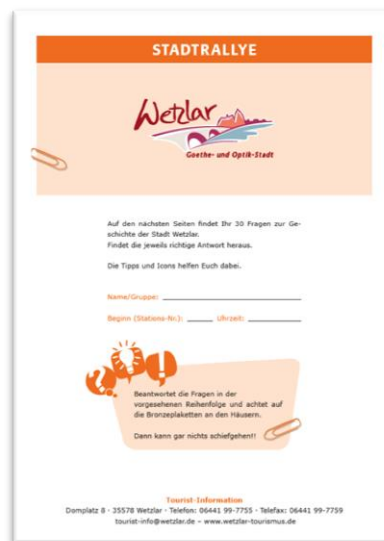 STADTRALLYE
Wetzlar
Goethe- und Optik-Stadt
Auf den nächsten Seiten findet Ihr 30 Fragen zur Ge-
schichte der Stadt Wetzlar.
Findet die jeweils richtige Antwort heraus.
Die Tipps und Icons helfen Euch dabei.
Name/Gruppe:
Beginn (Stations-Nr.): Uhrzeit:
? ! !
Beantwortet die Fragen in der
vorgesehenen Reihenfolge und achtet auf
die Bronzeplaketten an den Häusern.
Dann kann gar nichts schiefgehen!!
Tourist-Information
Domplatz 8 · 35578 Wetzlar · Telefon: 06441 99-7755 · Telefax: 06441 99-7759
tourist-info@wetzlar.de – www.wetzlar-tourismus.de